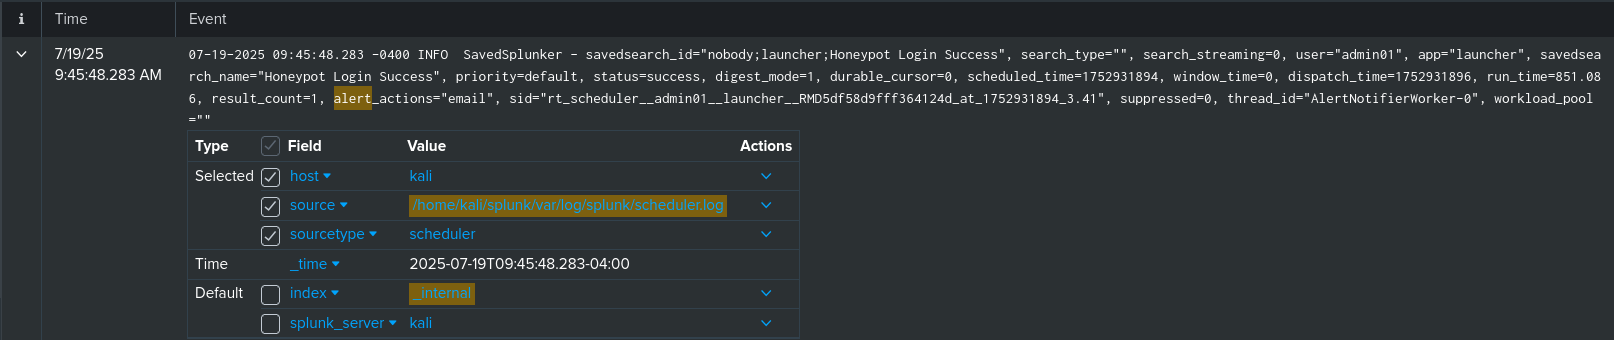 i Time Event
7/19/25 07-19-2025 09:45:48.283 -0400 INFO  SavedSplunker - savedsearch_id="nobody;launcher;Honeypot Login Success", search_type="", search_streaming=0, user="admin01", app="launcher", savedsea
9:45:48.283 AM rch_name="Honeypot Login Success", priority=default, status=success, digest_mode=1, durable_cursor=0, scheduled_time=1752931894, window_time=0, dispatch_time=1752931896, run_time=851.08
6, result_count=1, alert_actions="email", sid="rt_scheduler__admin01__launcher__RMD5df58d9fff364124d_at_1752931894_3.41", suppressed=0, thread_id="AlertNotifierWorker-0", workload_pool
=""
Type Field Value Actions
Selected host kali
source /home/kali/splunk/var/log/splunk/scheduler.log
sourcetype scheduler
Time _time 2025-07-19T09:45:48.283-04:00
Default index _internal
splunk_server kali